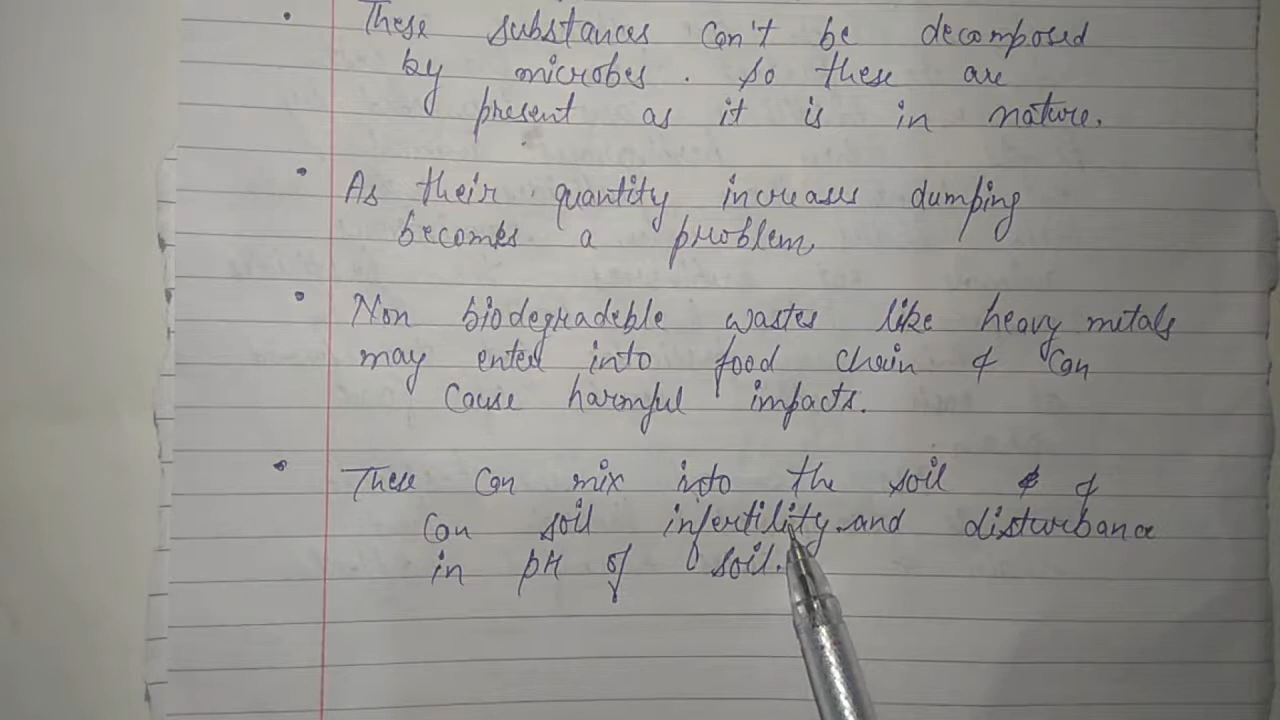 • These substances can't be decomposed
by microbes. So these are
present as it is in nature.
• As their quantity increases dumping
becomes a problem,
• Non biodegradeble wastes like heavy metals
may enter into food chain & can
cause harmful impacts.
• These can mix into the soil & &
can soil infertility and disturbance
in pH of soil.